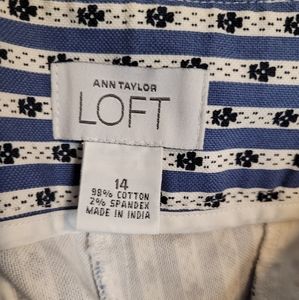 ANN TAYLOR
LOFT
14
98% COTTON
2% SPANDEX
MADE IN INDIA